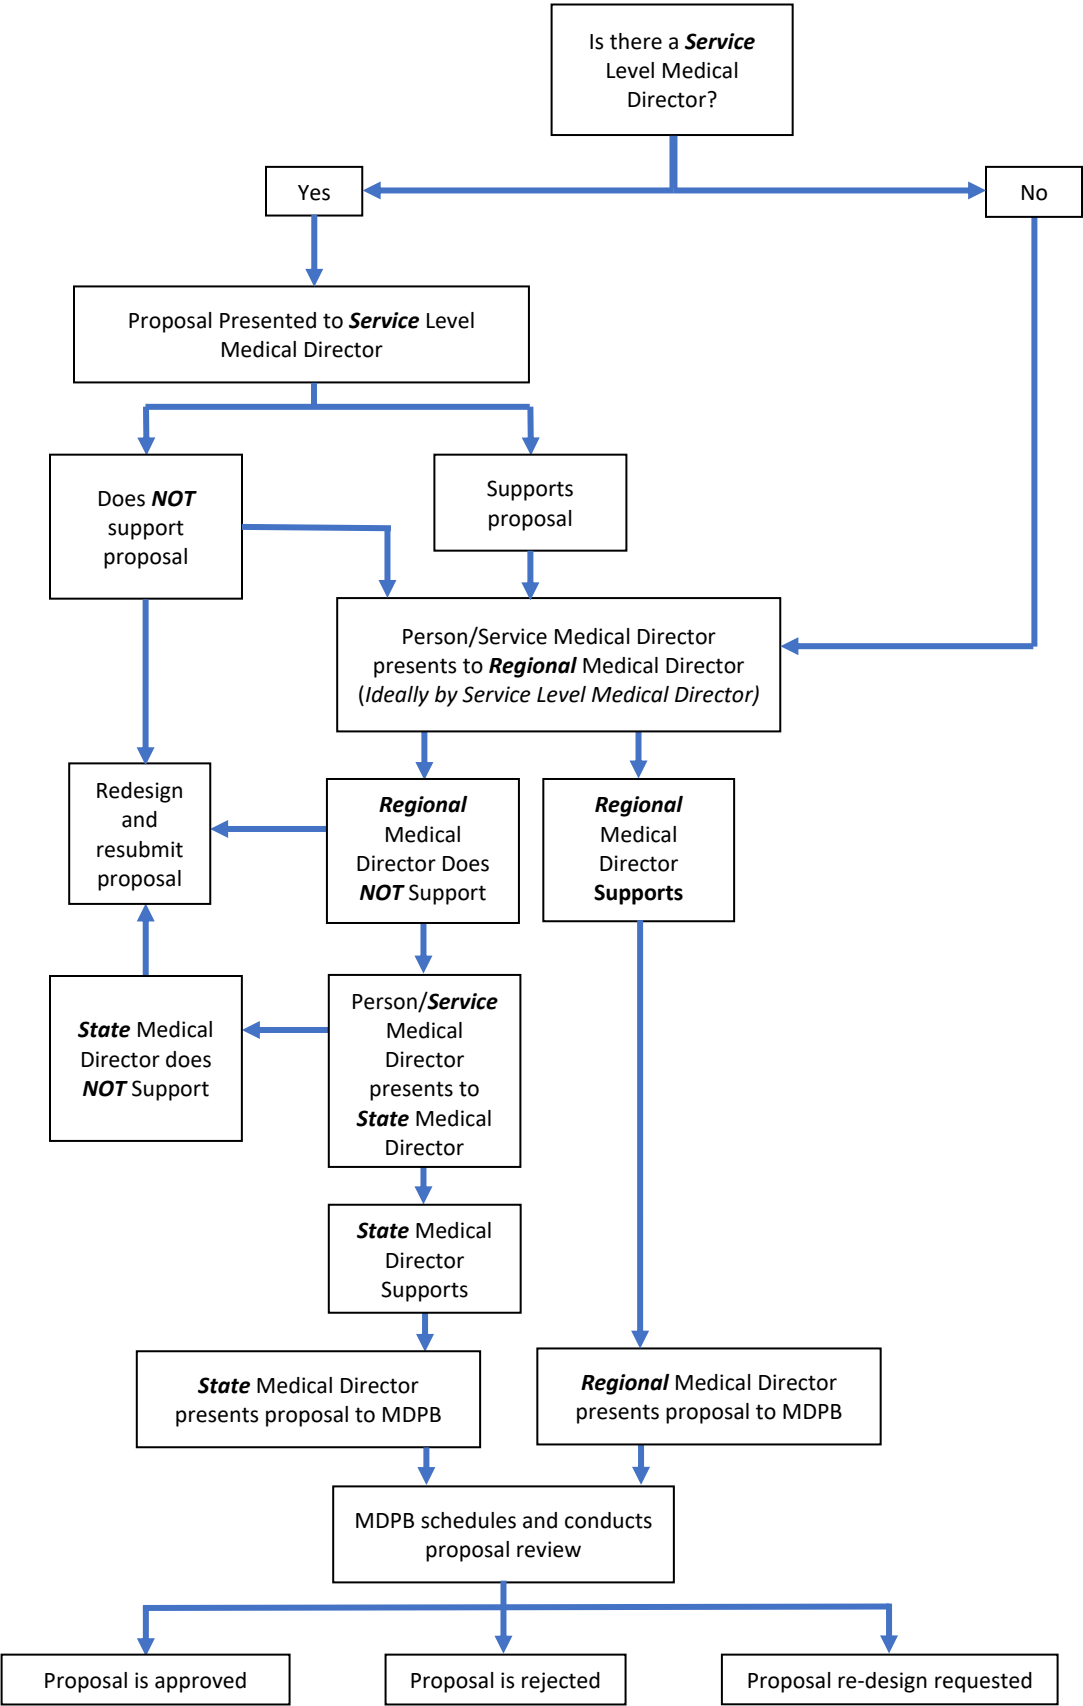 Is there a Service
Level Medical
Director?
Yes
No
Proposal Presented to Service Level
Medical Director
Does NOT
support
proposal
Supports
proposal
Person/Service Medical Director
presents to Regional Medical Director
(Ideally by Service Level Medical Director)
Redesign
and
resubmit
proposal
Regional
Medical
Director Does
NOT Support
Regional
Medical
Director
Supports
State Medical
Director does
NOT Support
Person/Service
Medical
Director
presents to
State Medical
Director
State Medical
Director
Supports
State Medical Director
presents proposal to MDPB
Regional Medical Director
presents proposal to MDPB
MDPB schedules and conducts
proposal review
Proposal is approved
Proposal is rejected
Proposal re-design requested